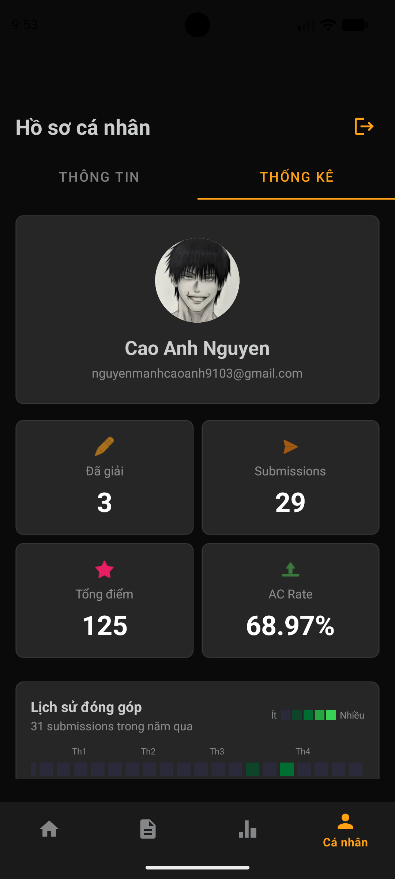 9:53
Hồ sơ cá nhân
THÔNG TIN
THỐNG KÊ
Cao Anh Nguyen
nguyenmanhcaoanh9103@gmail.com
Đã giải
3
Submissions
29
Tổng điểm
125
AC Rate
68.97%
Lịch sử đóng góp
31 submissions trong năm qua
Ít
Nhiều
Th1 Th2 Th3 Th4
Cá nhân